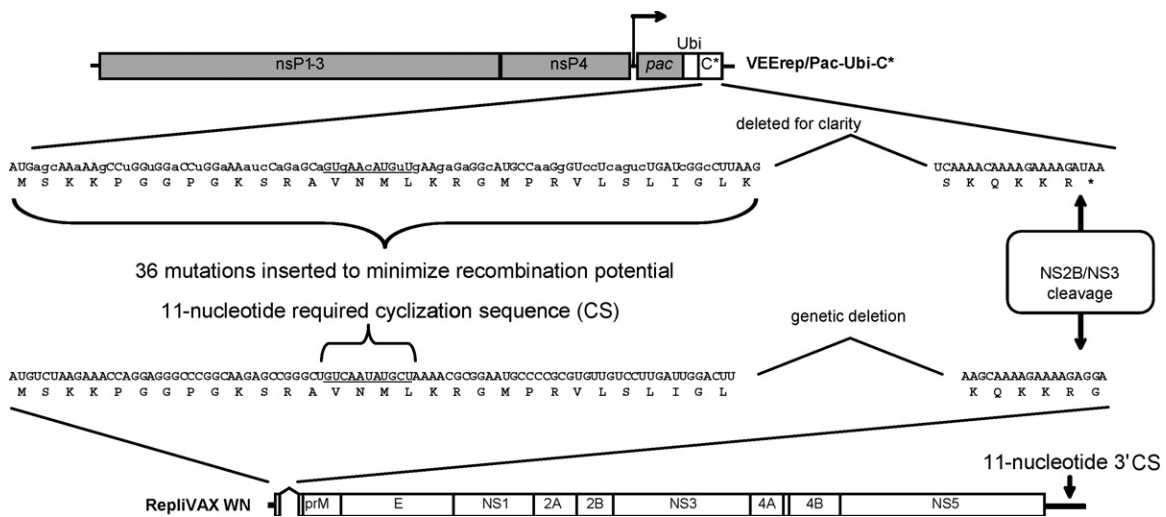 Ubi
nsP1-3 nsP4 pac C* VEErep/Pac-Ubi-C*
deleted for clarity
AUGagcAAaAAgCCuGGuGGaCCuGGaAAauccAGaGCaGUgAAcAUGuUgAAgaGaGGcAUGCCaaGgGUccUcagucUGAUcGGccUUAAG UCAAAACAAAAGAAAAGAUAA
M S K K P G G P G K S R A V N M L K R G M P R V L S L I G L K S K Q K K R *
36 mutations inserted to minimize recombination potential
NS2B/NS3
cleavage
11-nucleotide required cyclization sequence (CS)
genetic deletion
AUGUCUAAGAAACCAGGAGGGCCCGGCAAGAGCCGGGCUGUCAAUAUGCUAAAACGCGGAAUGCCCCGCGUGUUGUCCUUGAUUGGACUU AAGCAAAAGAAAAGAGGA
M S K K P G G P G K S R A V N M L K R G M P R V L S L I G L K Q K K R G
11-nucleotide 3'CS
RepliVAX WN prM E NS1 2A 2B NS3 4A 4B NS5